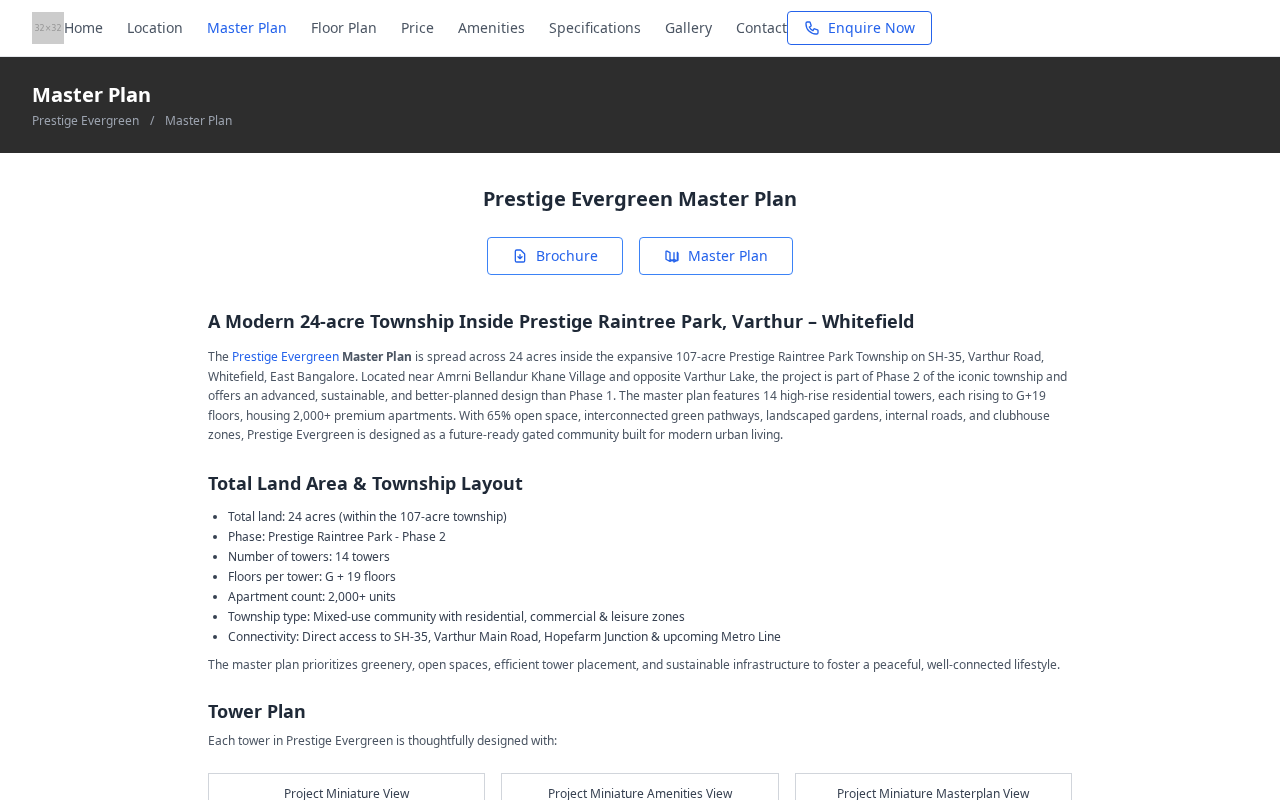 32×32 Home Location Master Plan Floor Plan Price Amenities Specifications Gallery Contact Enquire Now
Master Plan
Prestige Evergreen / Master Plan
Prestige Evergreen Master Plan
Brochure Master Plan
A Modern 24-acre Township Inside Prestige Raintree Park, Varthur – Whitefield
The Prestige Evergreen Master Plan is spread across 24 acres inside the expansive 107-acre Prestige Raintree Park Township on SH-35, Varthur Road,
Whitefield, East Bangalore. Located near Amrni Bellandur Khane Village and opposite Varthur Lake, the project is part of Phase 2 of the iconic township and
offers an advanced, sustainable, and better-planned design than Phase 1. The master plan features 14 high-rise residential towers, each rising to G+19
floors, housing 2,000+ premium apartments. With 65% open space, interconnected green pathways, landscaped gardens, internal roads, and clubhouse
zones, Prestige Evergreen is designed as a future-ready gated community built for modern urban living.
Total Land Area & Township Layout
• Total land: 24 acres (within the 107-acre township)
• Phase: Prestige Raintree Park - Phase 2
• Number of towers: 14 towers
• Floors per tower: G + 19 floors
• Apartment count: 2,000+ units
• Township type: Mixed-use community with residential, commercial & leisure zones
• Connectivity: Direct access to SH-35, Varthur Main Road, Hopefarm Junction & upcoming Metro Line
The master plan prioritizes greenery, open spaces, efficient tower placement, and sustainable infrastructure to foster a peaceful, well-connected lifestyle.
Tower Plan
Each tower in Prestige Evergreen is thoughtfully designed with:
Project Miniature View Project Miniature Amenities View Project Miniature Masterplan View